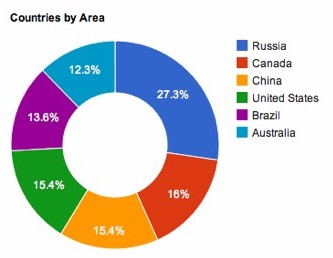 Countries by Area
27.3%
16%
15.4%
15.4%
13.6%
12.3%
Russia
Canada
China
United States
Brazil
Australia